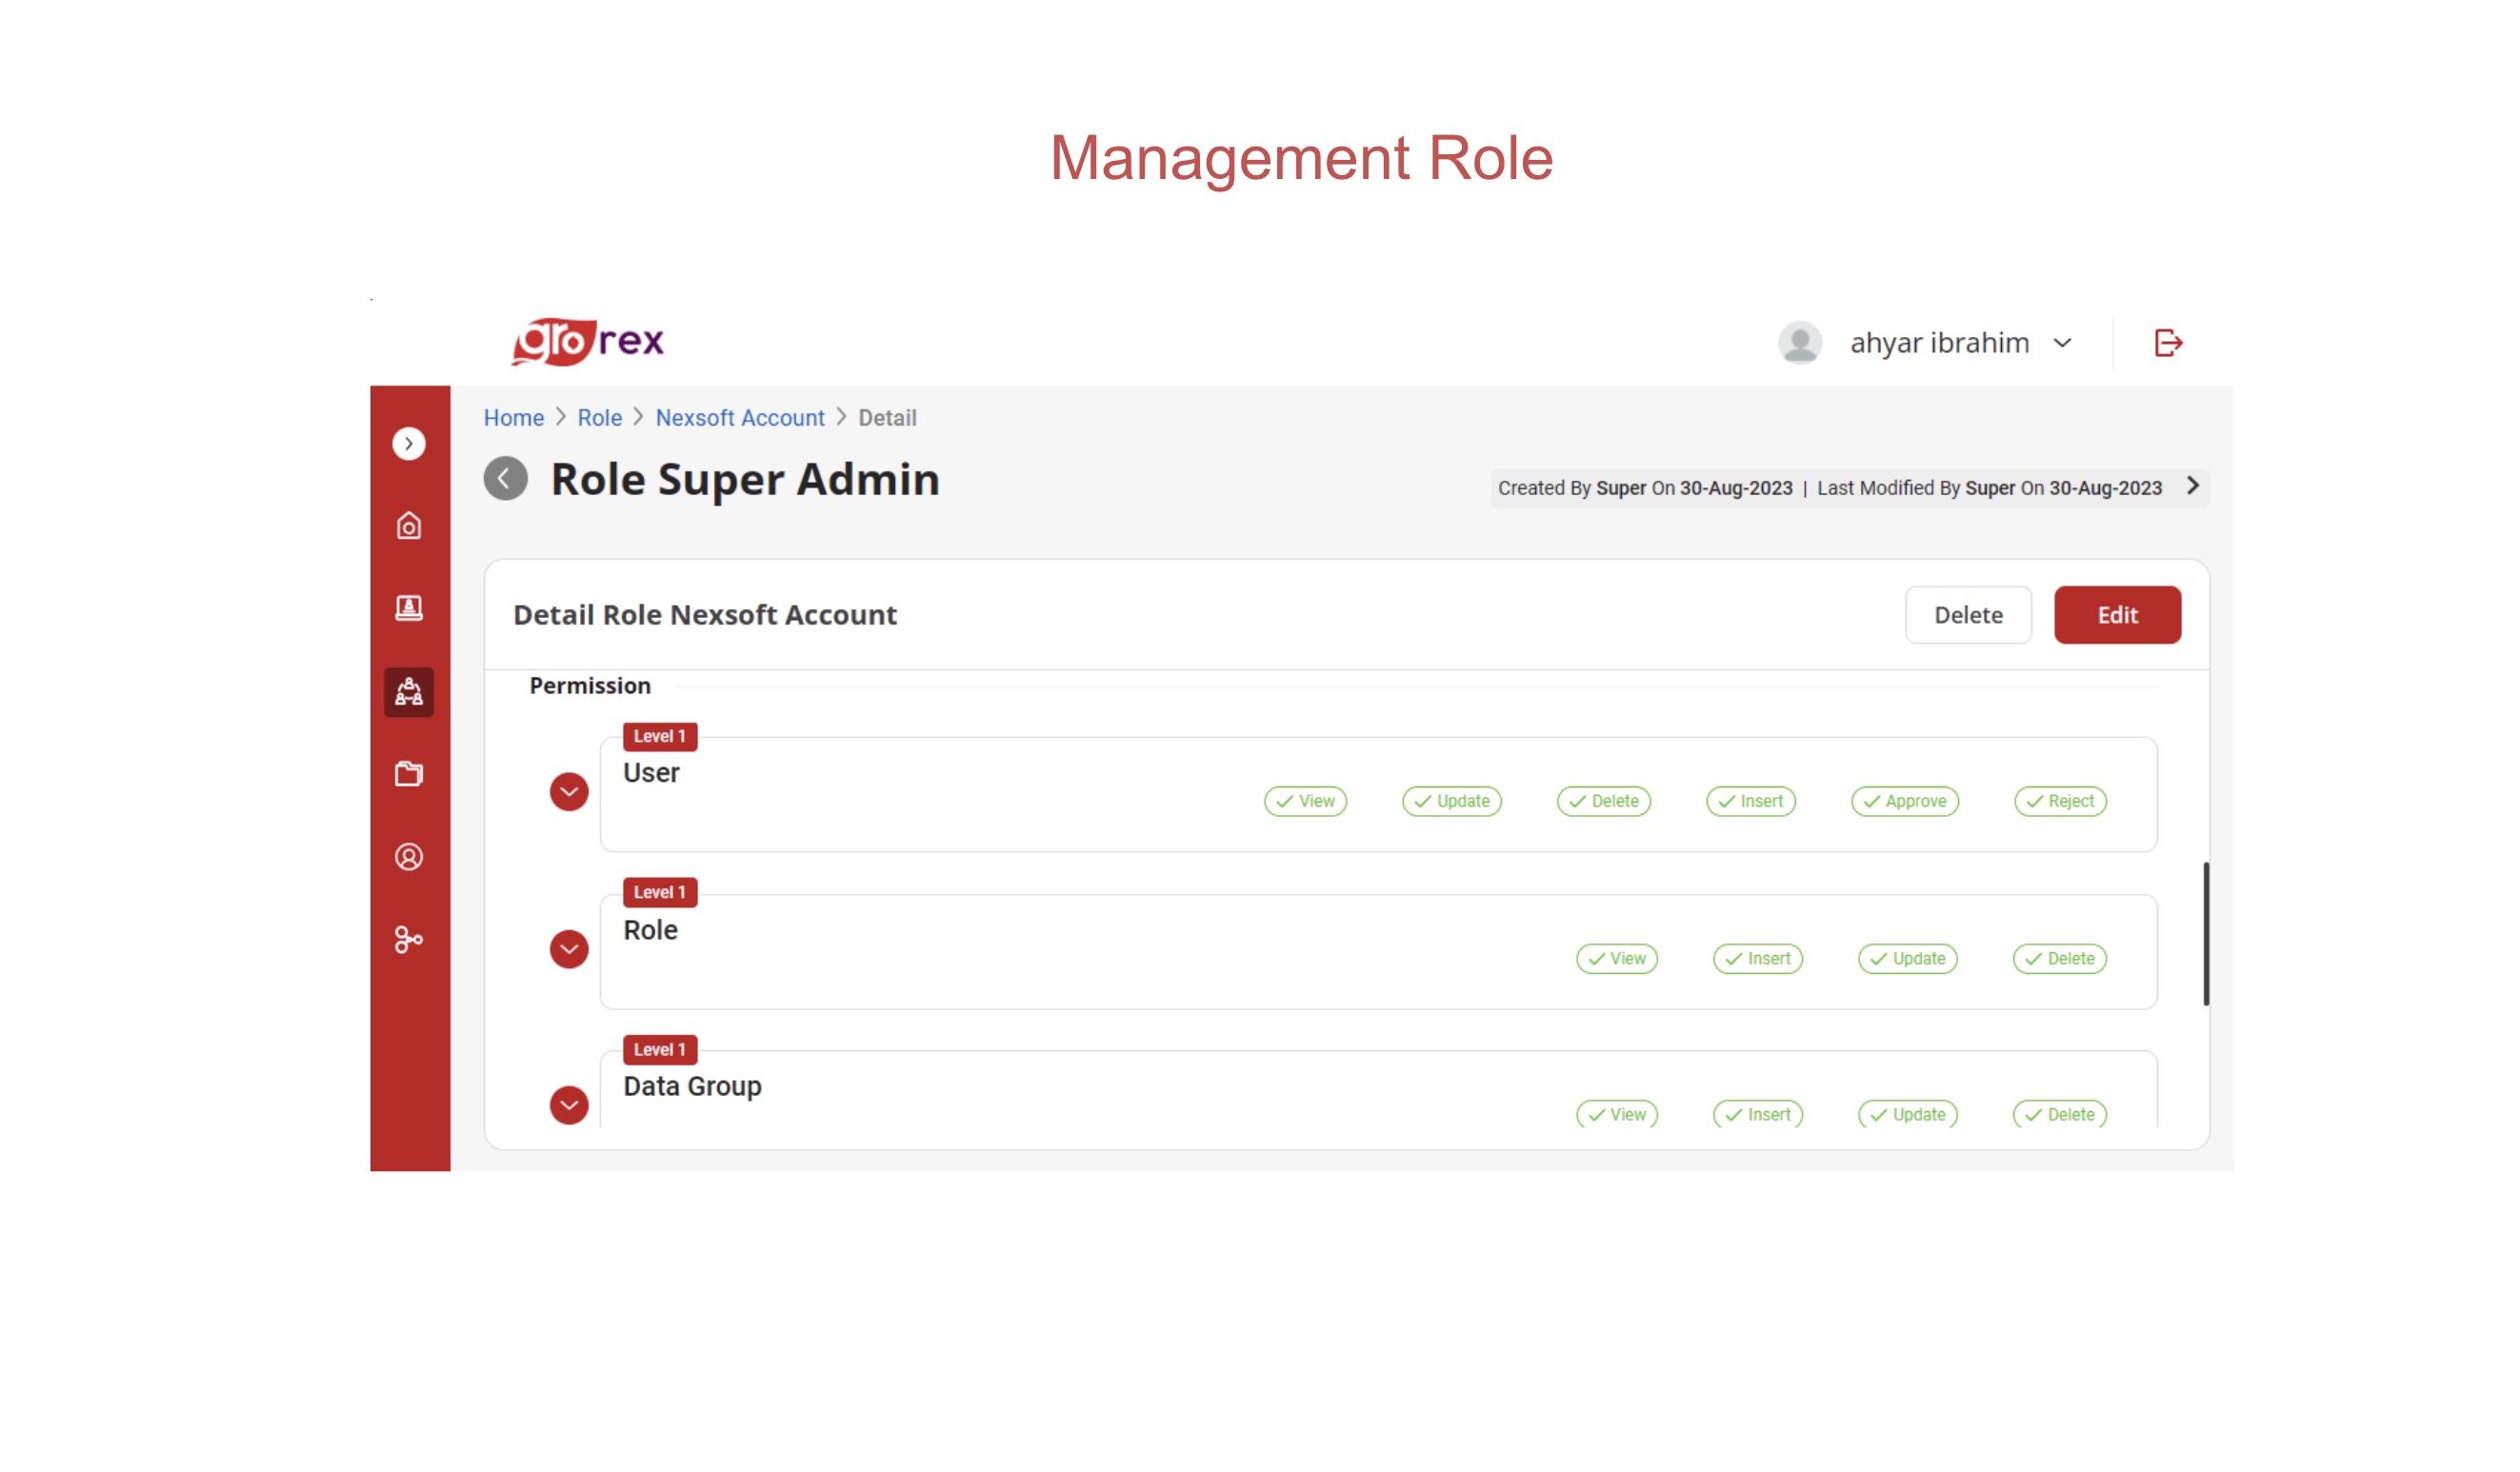 Management Role
grorex
ahyar ibrahim
Home > Role > Nexsoft Account > Detail
Role Super Admin
Created By Super On 30-Aug-2023 | Last Modified By Super On 30-Aug-2023
Detail Role Nexsoft Account
Delete
Edit
Permission
Level 1
User
View Update Delete Insert Approve Reject
Level 1
Role
View Insert Update Delete
Level 1
Data Group
View Insert Update Delete